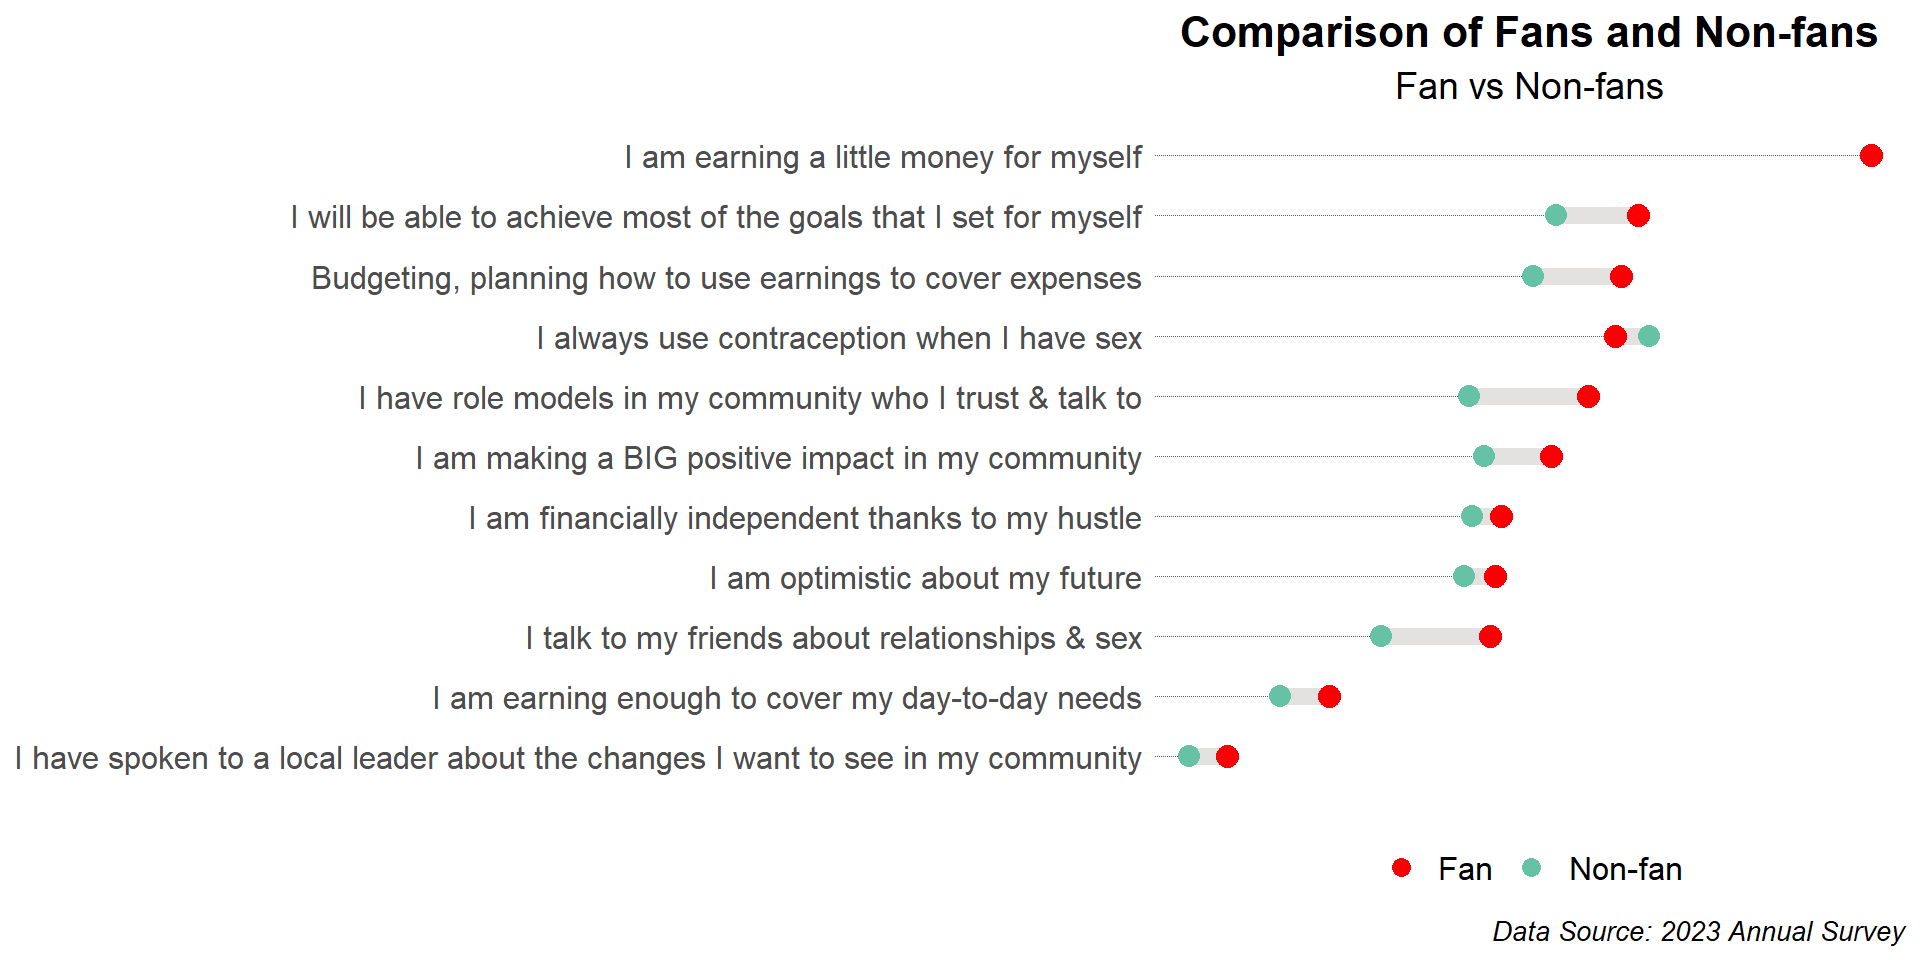 Comparison of Fans and Non-fans
Fan vs Non-fans
I am earning a little money for myself
I will be able to achieve most of the goals that I set for myself
Budgeting, planning how to use earnings to cover expenses
I always use contraception when I have sex
I have role models in my community who I trust & talk to
I am making a BIG positive impact in my community
I am financially independent thanks to my hustle
I am optimistic about my future
I talk to my friends about relationships & sex
I am earning enough to cover my day-to-day needs
I have spoken to a local leader about the changes I want to see in my community
Fan Non-fan
Data Source: 2023 Annual Survey